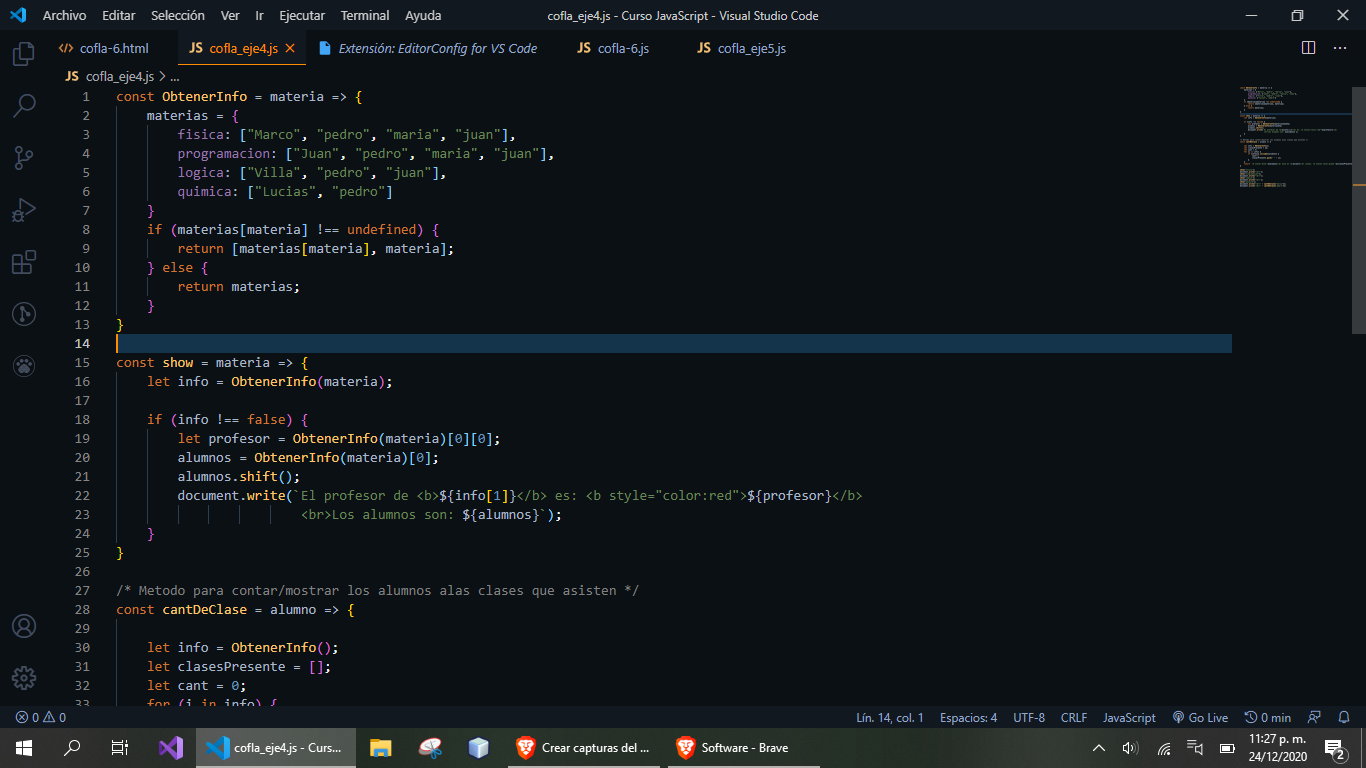 Archivo Editar Selección Ver Ir Ejecutar Terminal Ayuda cofla_eje4.js - Curso JavaScript - Visual Studio Code
cofla-6.html JS cofla_eje4.js Extensión: EditorConfig for VS Code JS cofla-6.js JS cofla_eje5.js
JS cofla_eje4.js > ...
1 const ObtenerInfo = materia => {
2 materias = {
3 fisica: ["Marco", "pedro", "maria", "juan"],
4 programacion: ["Juan", "pedro", "maria", "juan"],
5 logica: ["Villa", "pedro", "juan"],
6 quimica: ["Lucias", "pedro"]
7 }
8 if (materias[materia] !== undefined) {
9 return [materias[materia], materia];
10 } else {
11 return materias;
12 }
13 }
14
15 const show = materia => {
16 let info = ObtenerInfo(materia);
17
18 if (info !== false) {
19 let profesor = ObtenerInfo(materia)[0][0];
20 alumnos = ObtenerInfo(materia)[0];
21 alumnos.shift();
22 document.write(`El profesor de <b>${info[1]}</b> es: <b style="color:red">${profesor}</b>
23 <br>Los alumnos son: ${alumnos}`);
24 }
25 }
26
27 /* Metodo para contar/mostrar los alumnos alas clases que asisten */
28 const cantDeClase = alumno => {
29
30 let info = ObtenerInfo();
31 let clasesPresente = [];
32 let cant = 0;
33 for (i in info) {
0 0 Lín. 14, col. 1 Espacios: 4 UTF-8 CRLF JavaScript Go Live 0 min
cofla_eje4.js - Curs... Crear capturas del ... Software - Brave 11:27 p. m.
24/12/2020 2